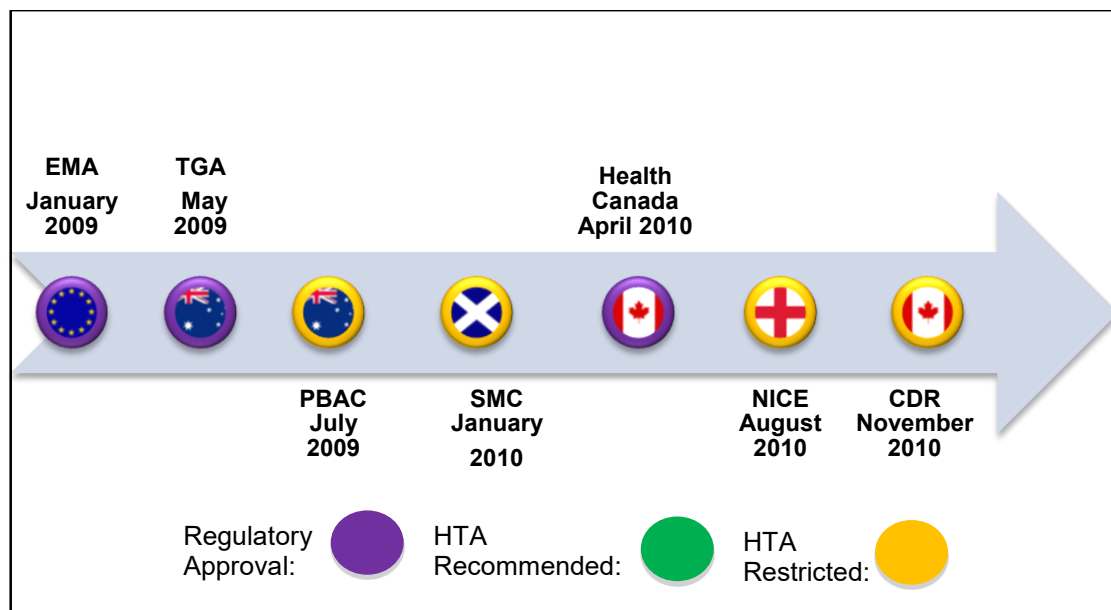 EMA
January
2009
TGA
May
2009
Health
Canada
April 2010
PBAC
July
2009
SMC
January
2010
NICE
August
2010
CDR
November
2010
Regulatory
Approval:
HTA
Recommended:
HTA
Restricted: